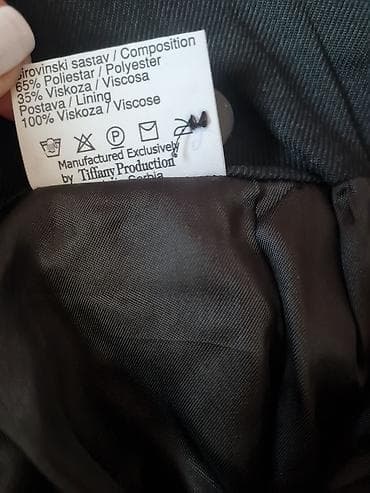 Sirovinski sastav / Composition
65% Poliestar / Polyester
35% Viskoza / Viscosa
Postava / Lining
100% Viskoza / Viscose
P
Manufactured Exclusively
by Tiffany Production
Serbia